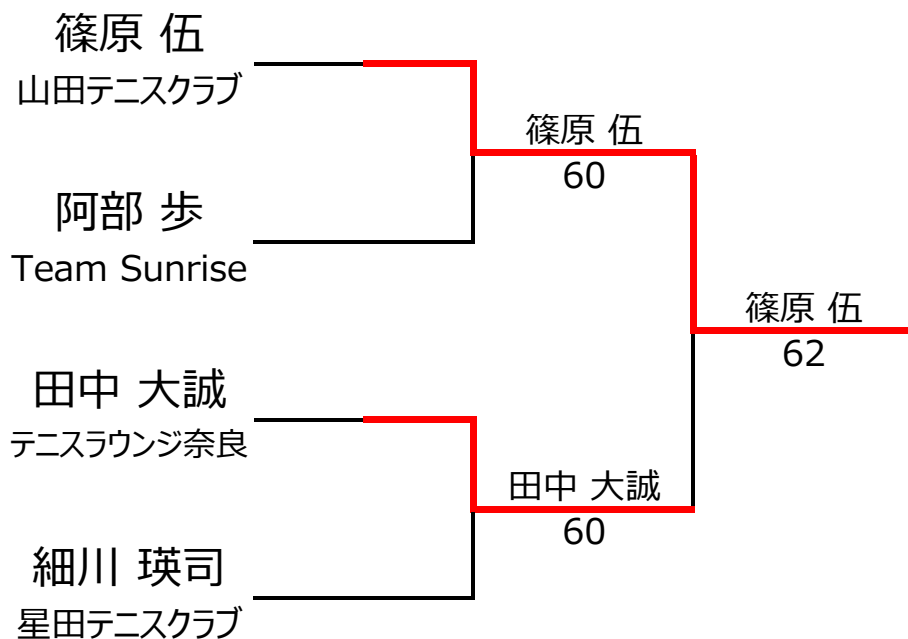 篠原 伍
山田テニスクラブ
篠原 伍
60
阿部 歩
Team Sunrise
篠原 伍
62
田中 大誠
テニスラウンジ奈良
田中 大誠
60
細川 瑛司
星田テニスクラブ